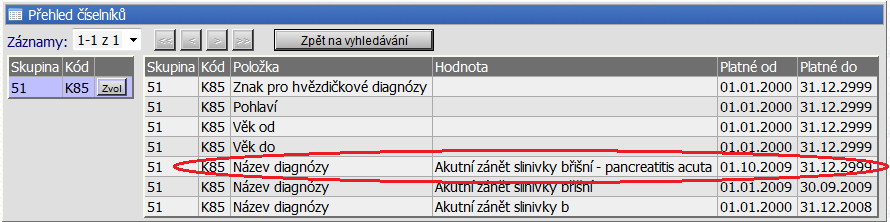 Přehled číselníků
Záznamy: 1-1 z 1 << < > >> Zpět na vyhledávání
Skupina Kód
51 K85 Zvol
Skupina Kód Položka Hodnota Platné od Platné do
51 K85 Znak pro hvězdičkové diagnózy 01.01.2000 31.12.2999
51 K85 Pohlaví 01.01.2000 31.12.2999
51 K85 Věk od 01.01.2000 31.12.2999
51 K85 Věk do 01.01.2000 31.12.2999
51 K85 Název diagnózy Akutní zánět slinivky břišní - pancreatitis acuta 01.10.2009 31.12.2999
51 K85 Název diagnózy Akutní zánět slinivky břišní 01.01.2009 30.09.2009
51 K85 Název diagnózy Akutní zánět slinivky b 01.01.2000 31.12.2008